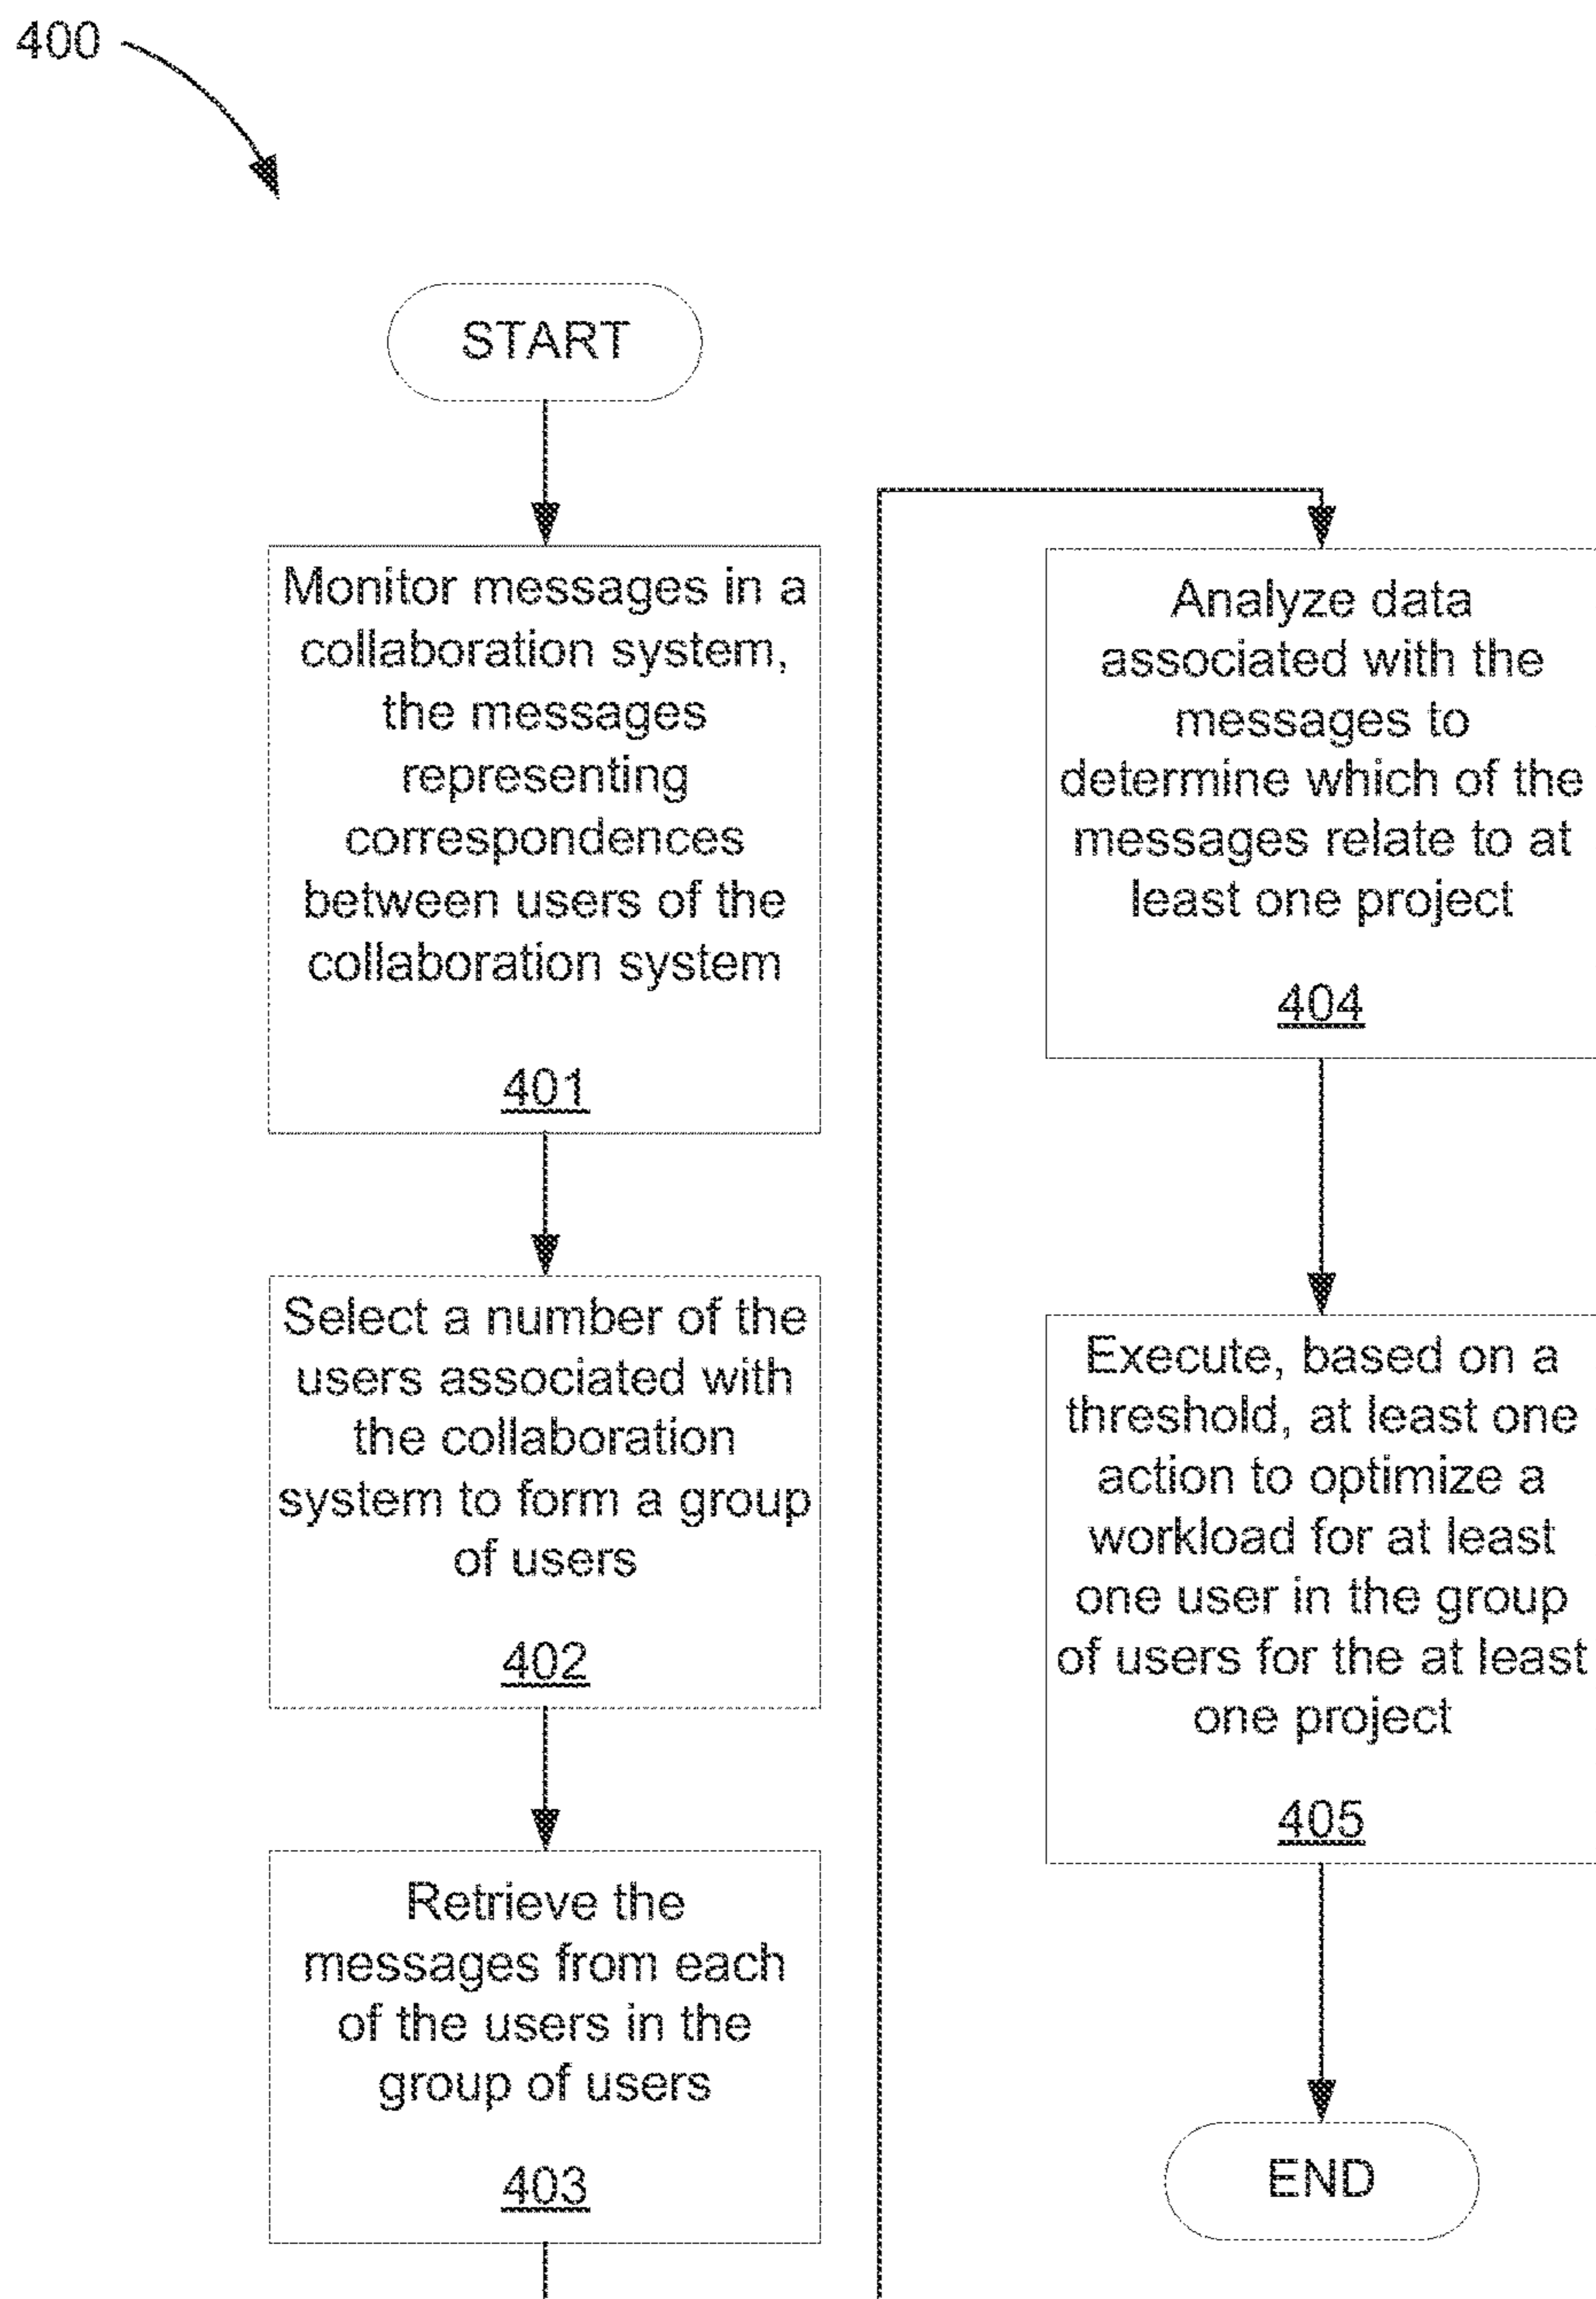 400
START
Monitor messages in a
collaboration system,
the messages
representing
correspondences
between users of the
collaboration system
401
Select a number of the
users associated with
the collaboration
system to form a group
of users
402
Retrieve the
messages from each
of the users in the
group of users
403
Analyze data
associated with the
messages to
determine which of the
messages relate to at
least one project
404
Execute, based on a
threshold, at least one
action to optimize a
workload for at least
one user in the group
of users for the at least
one project
405
END